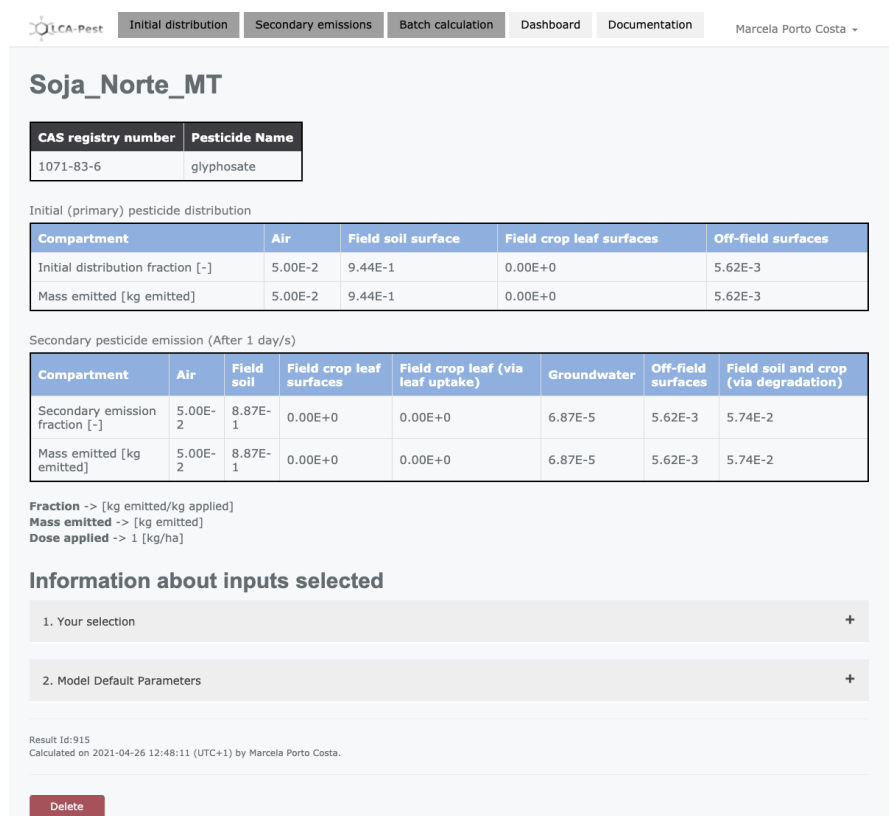 LCA-Pest Initial distribution Secondary emissions Batch calculation Dashboard Documentation Marcela Porto Costa
Soja_Norte_MT
CAS registry number Pesticide Name
1071-83-6 glyphosate
Initial (primary) pesticide distribution
Compartment Air Field soil surface Field crop leaf surfaces Off-field surfaces
Initial distribution fraction [-] 5.00E-2 9.44E-1 0.00E+0 5.62E-3
Mass emitted [kg emitted] 5.00E-2 9.44E-1 0.00E+0 5.62E-3
Secondary pesticide emission (After 1 day/s)
Compartment Air Field soil Field crop leaf surfaces Field crop leaf (via leaf uptake) Groundwater Off-field surfaces Field soil and crop (via degradation)
Secondary emission fraction [-] 5.00E-2 8.87E-1 0.00E+0 0.00E+0 6.87E-5 5.62E-3 5.74E-2
Mass emitted [kg emitted] 5.00E-2 8.87E-1 0.00E+0 0.00E+0 6.87E-5 5.62E-3 5.74E-2
Fraction -> [kg emitted/kg applied]
Mass emitted -> [kg emitted]
Dose applied -> 1 [kg/ha]
Information about inputs selected
1. Your selection +
2. Model Default Parameters +
Result Id:915
Calculated on 2021-04-26 12:48:11 (UTC+1) by Marcela Porto Costa.
Delete